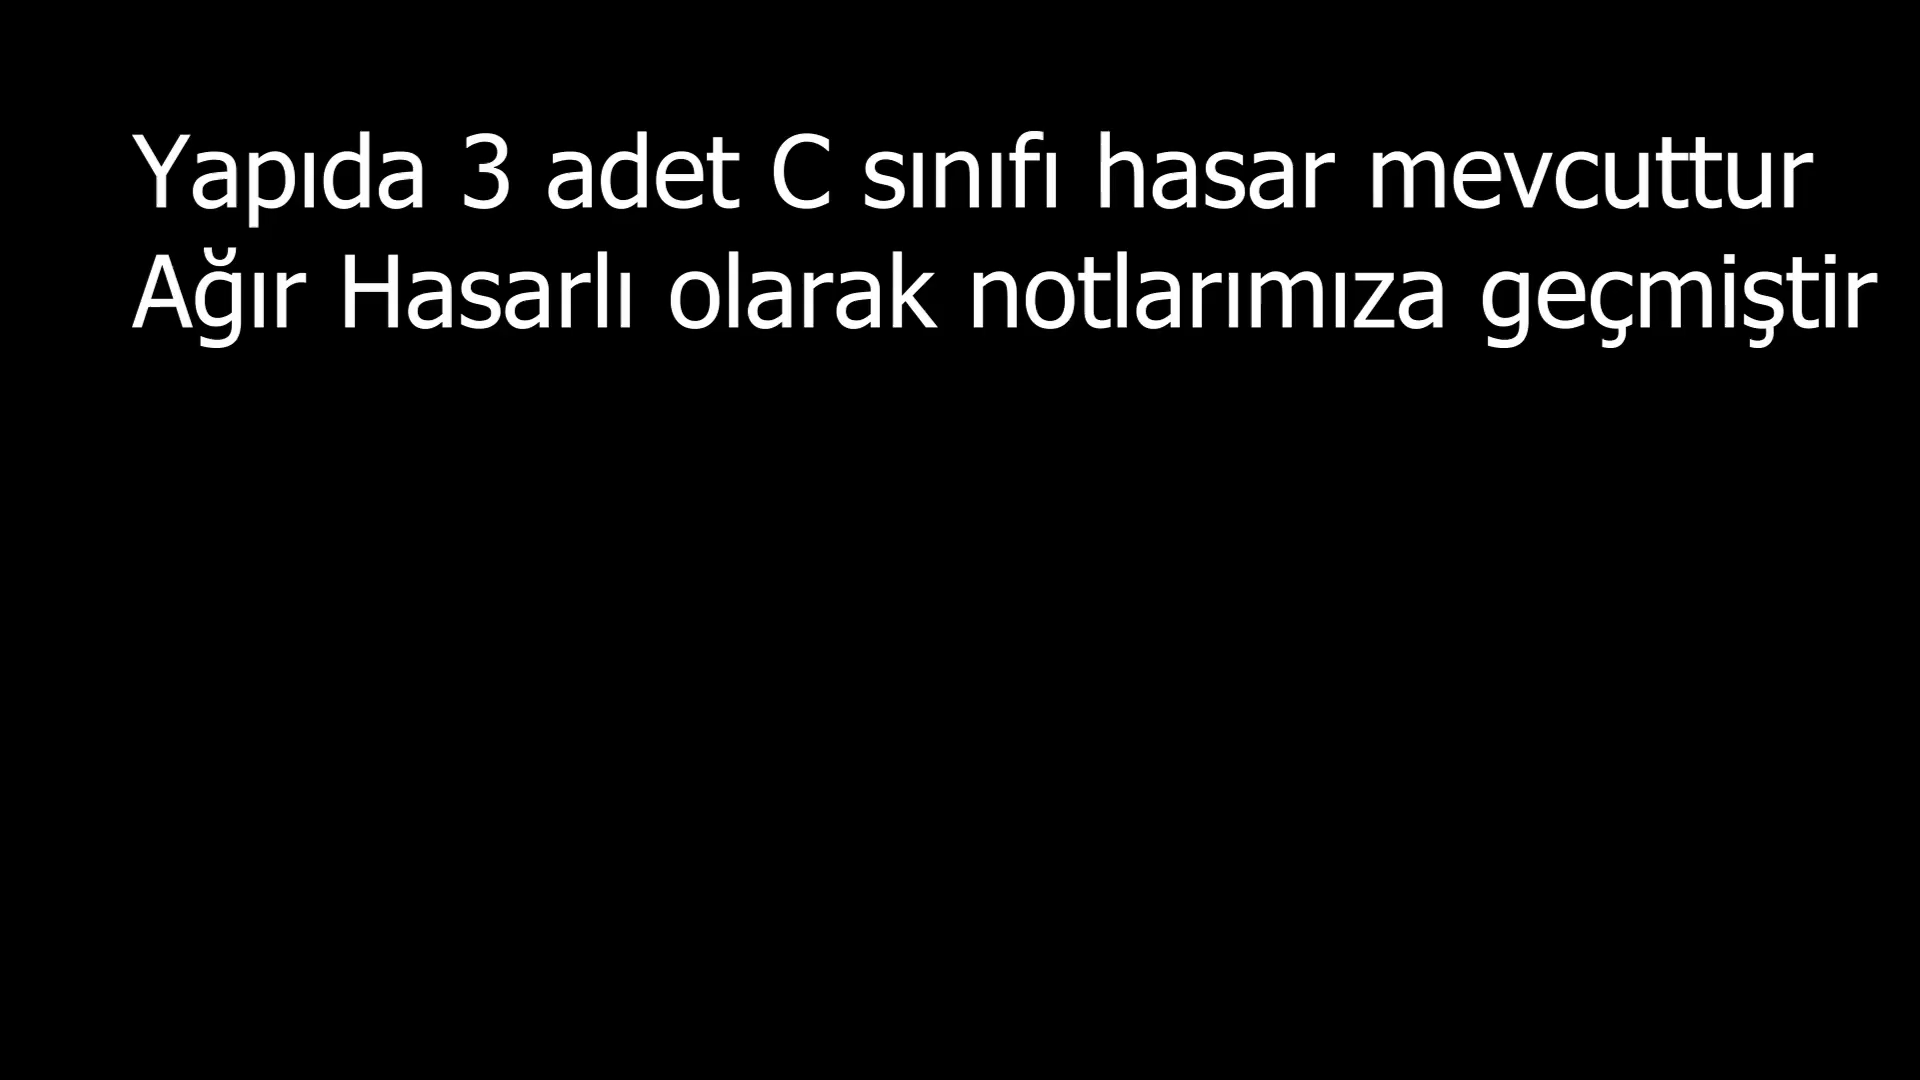 Yapıda 3 adet C sınıfı hasar mevcuttur
Ağır Hasarlı olarak notlarımıza geçmiştir